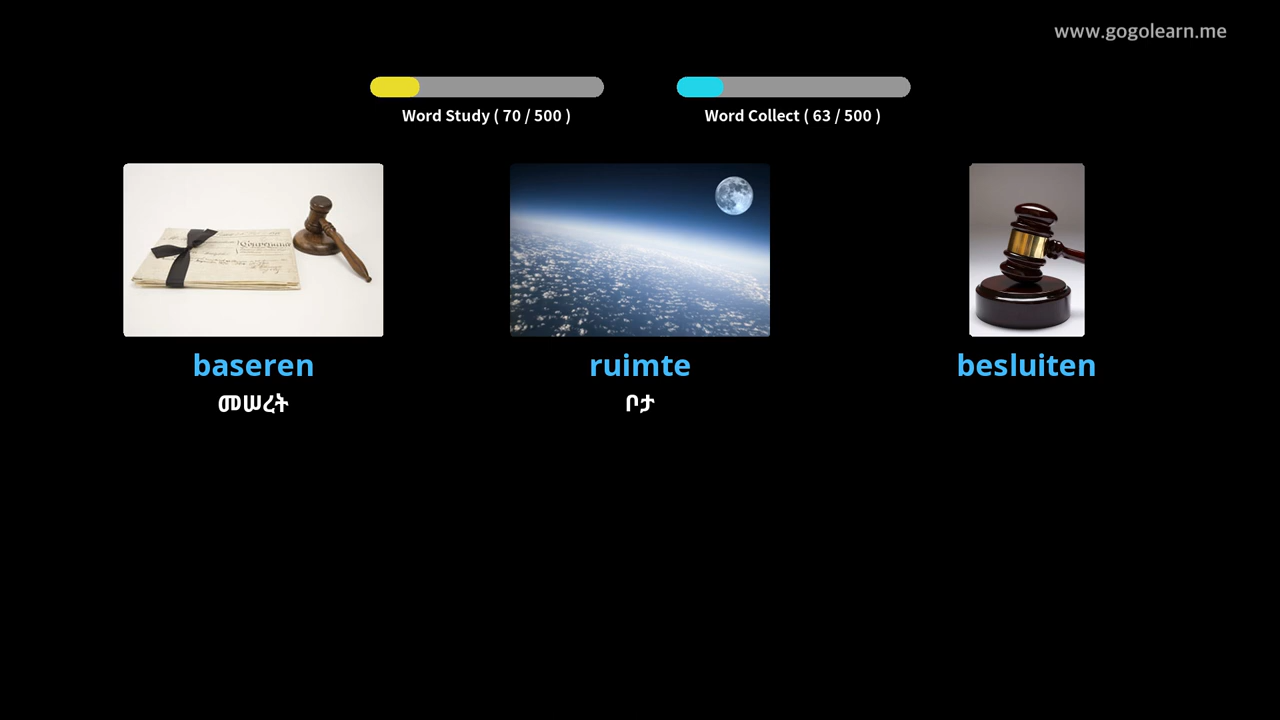 www.gogolearn.me
Word Study ( 70 / 500 )
Word Collect ( 63 / 500 )
baseren
መሠረት
ruimte
ቦታ
besluiten